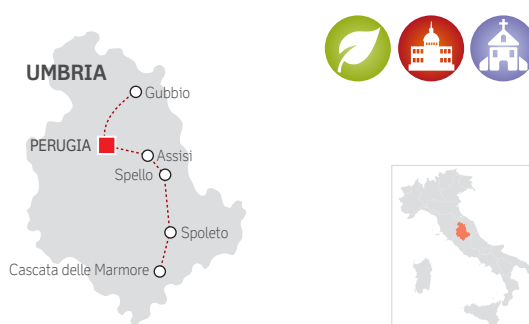 UMBRIA
Gubbio
PERUGIA
Assisi
Spello
Spoleto
Cascata delle Marmore